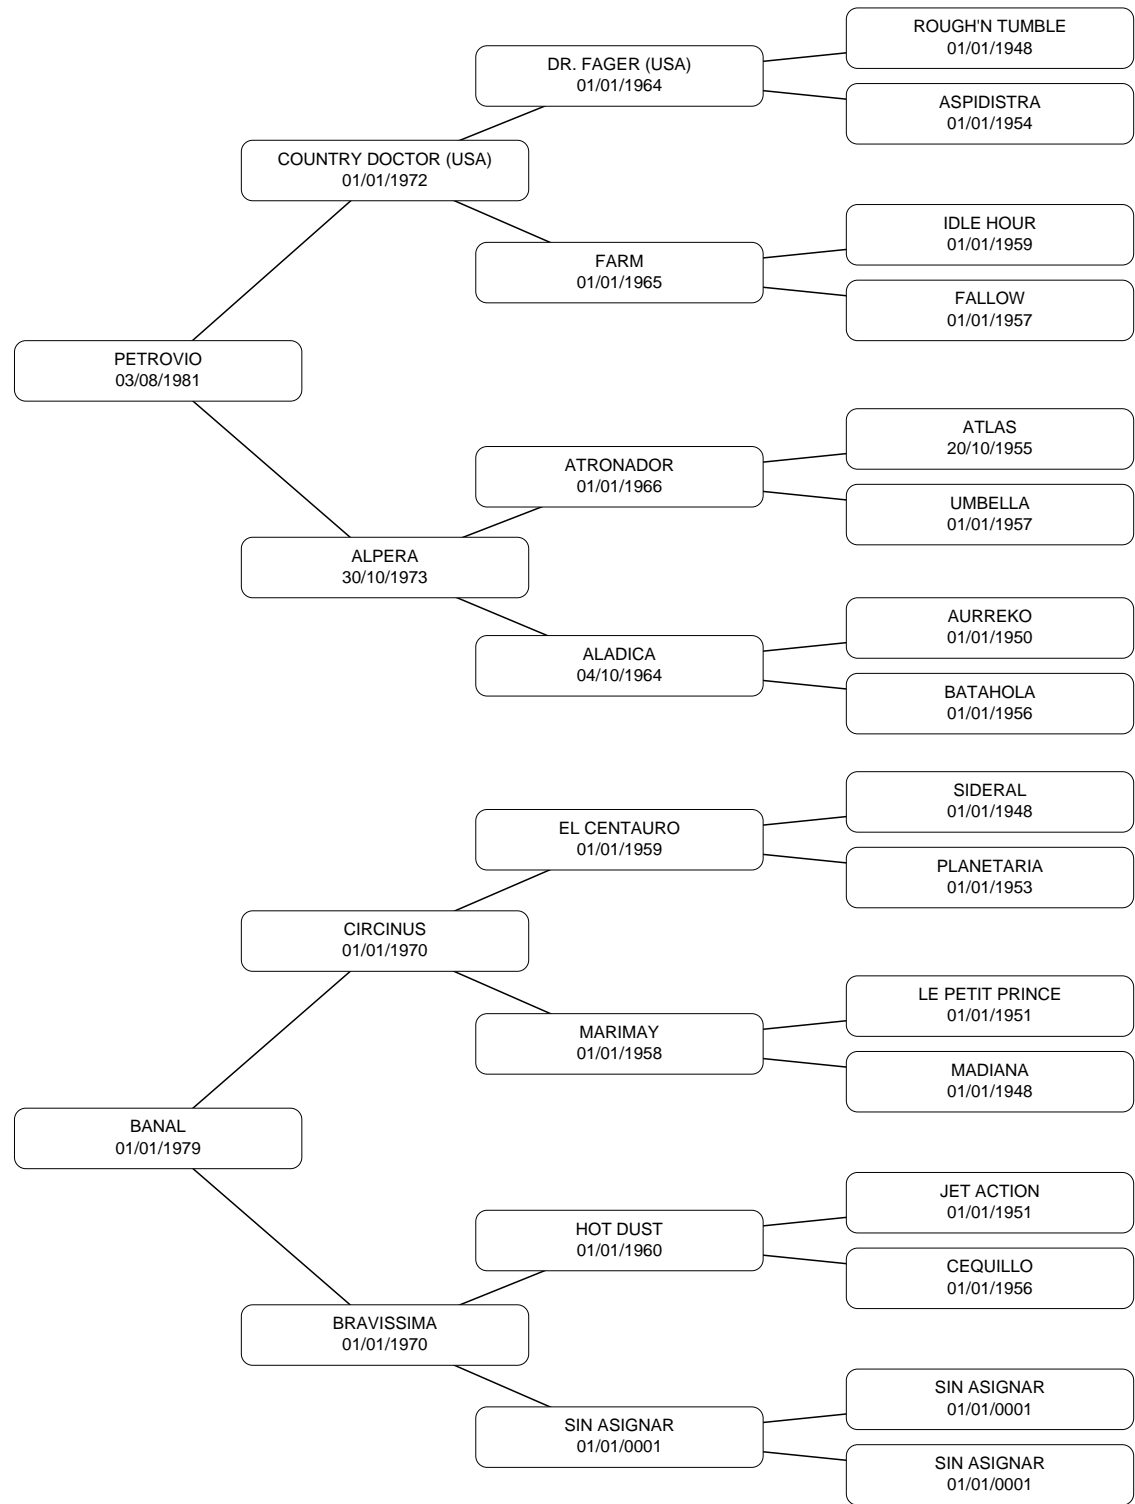 ROUGH'N TUMBLE
01/01/1948
DR. FAGER (USA)
01/01/1964
ASPIDISTRA
01/01/1954
COUNTRY DOCTOR (USA)
01/01/1972
IDLE HOUR
01/01/1959
FARM
01/01/1965
FALLOW
01/01/1957
PETROVIO
03/08/1981
ATLAS
20/10/1955
ATRONADOR
01/01/1966
UMBELLA
01/01/1957
ALPERA
30/10/1973
AURREKO
01/01/1950
ALADICA
04/10/1964
BATAHOLA
01/01/1956
SIDERAL
01/01/1948
EL CENTAURO
01/01/1959
PLANETARIA
01/01/1953
CIRCINUS
01/01/1970
LE PETIT PRINCE
01/01/1951
MARIMAY
01/01/1958
MADIANA
01/01/1948
BANAL
01/01/1979
JET ACTION
01/01/1951
HOT DUST
01/01/1960
CEQUILLO
01/01/1956
BRAVISSIMA
01/01/1970
SIN ASIGNAR
01/01/0001
SIN ASIGNAR
01/01/0001
SIN ASIGNAR
01/01/0001